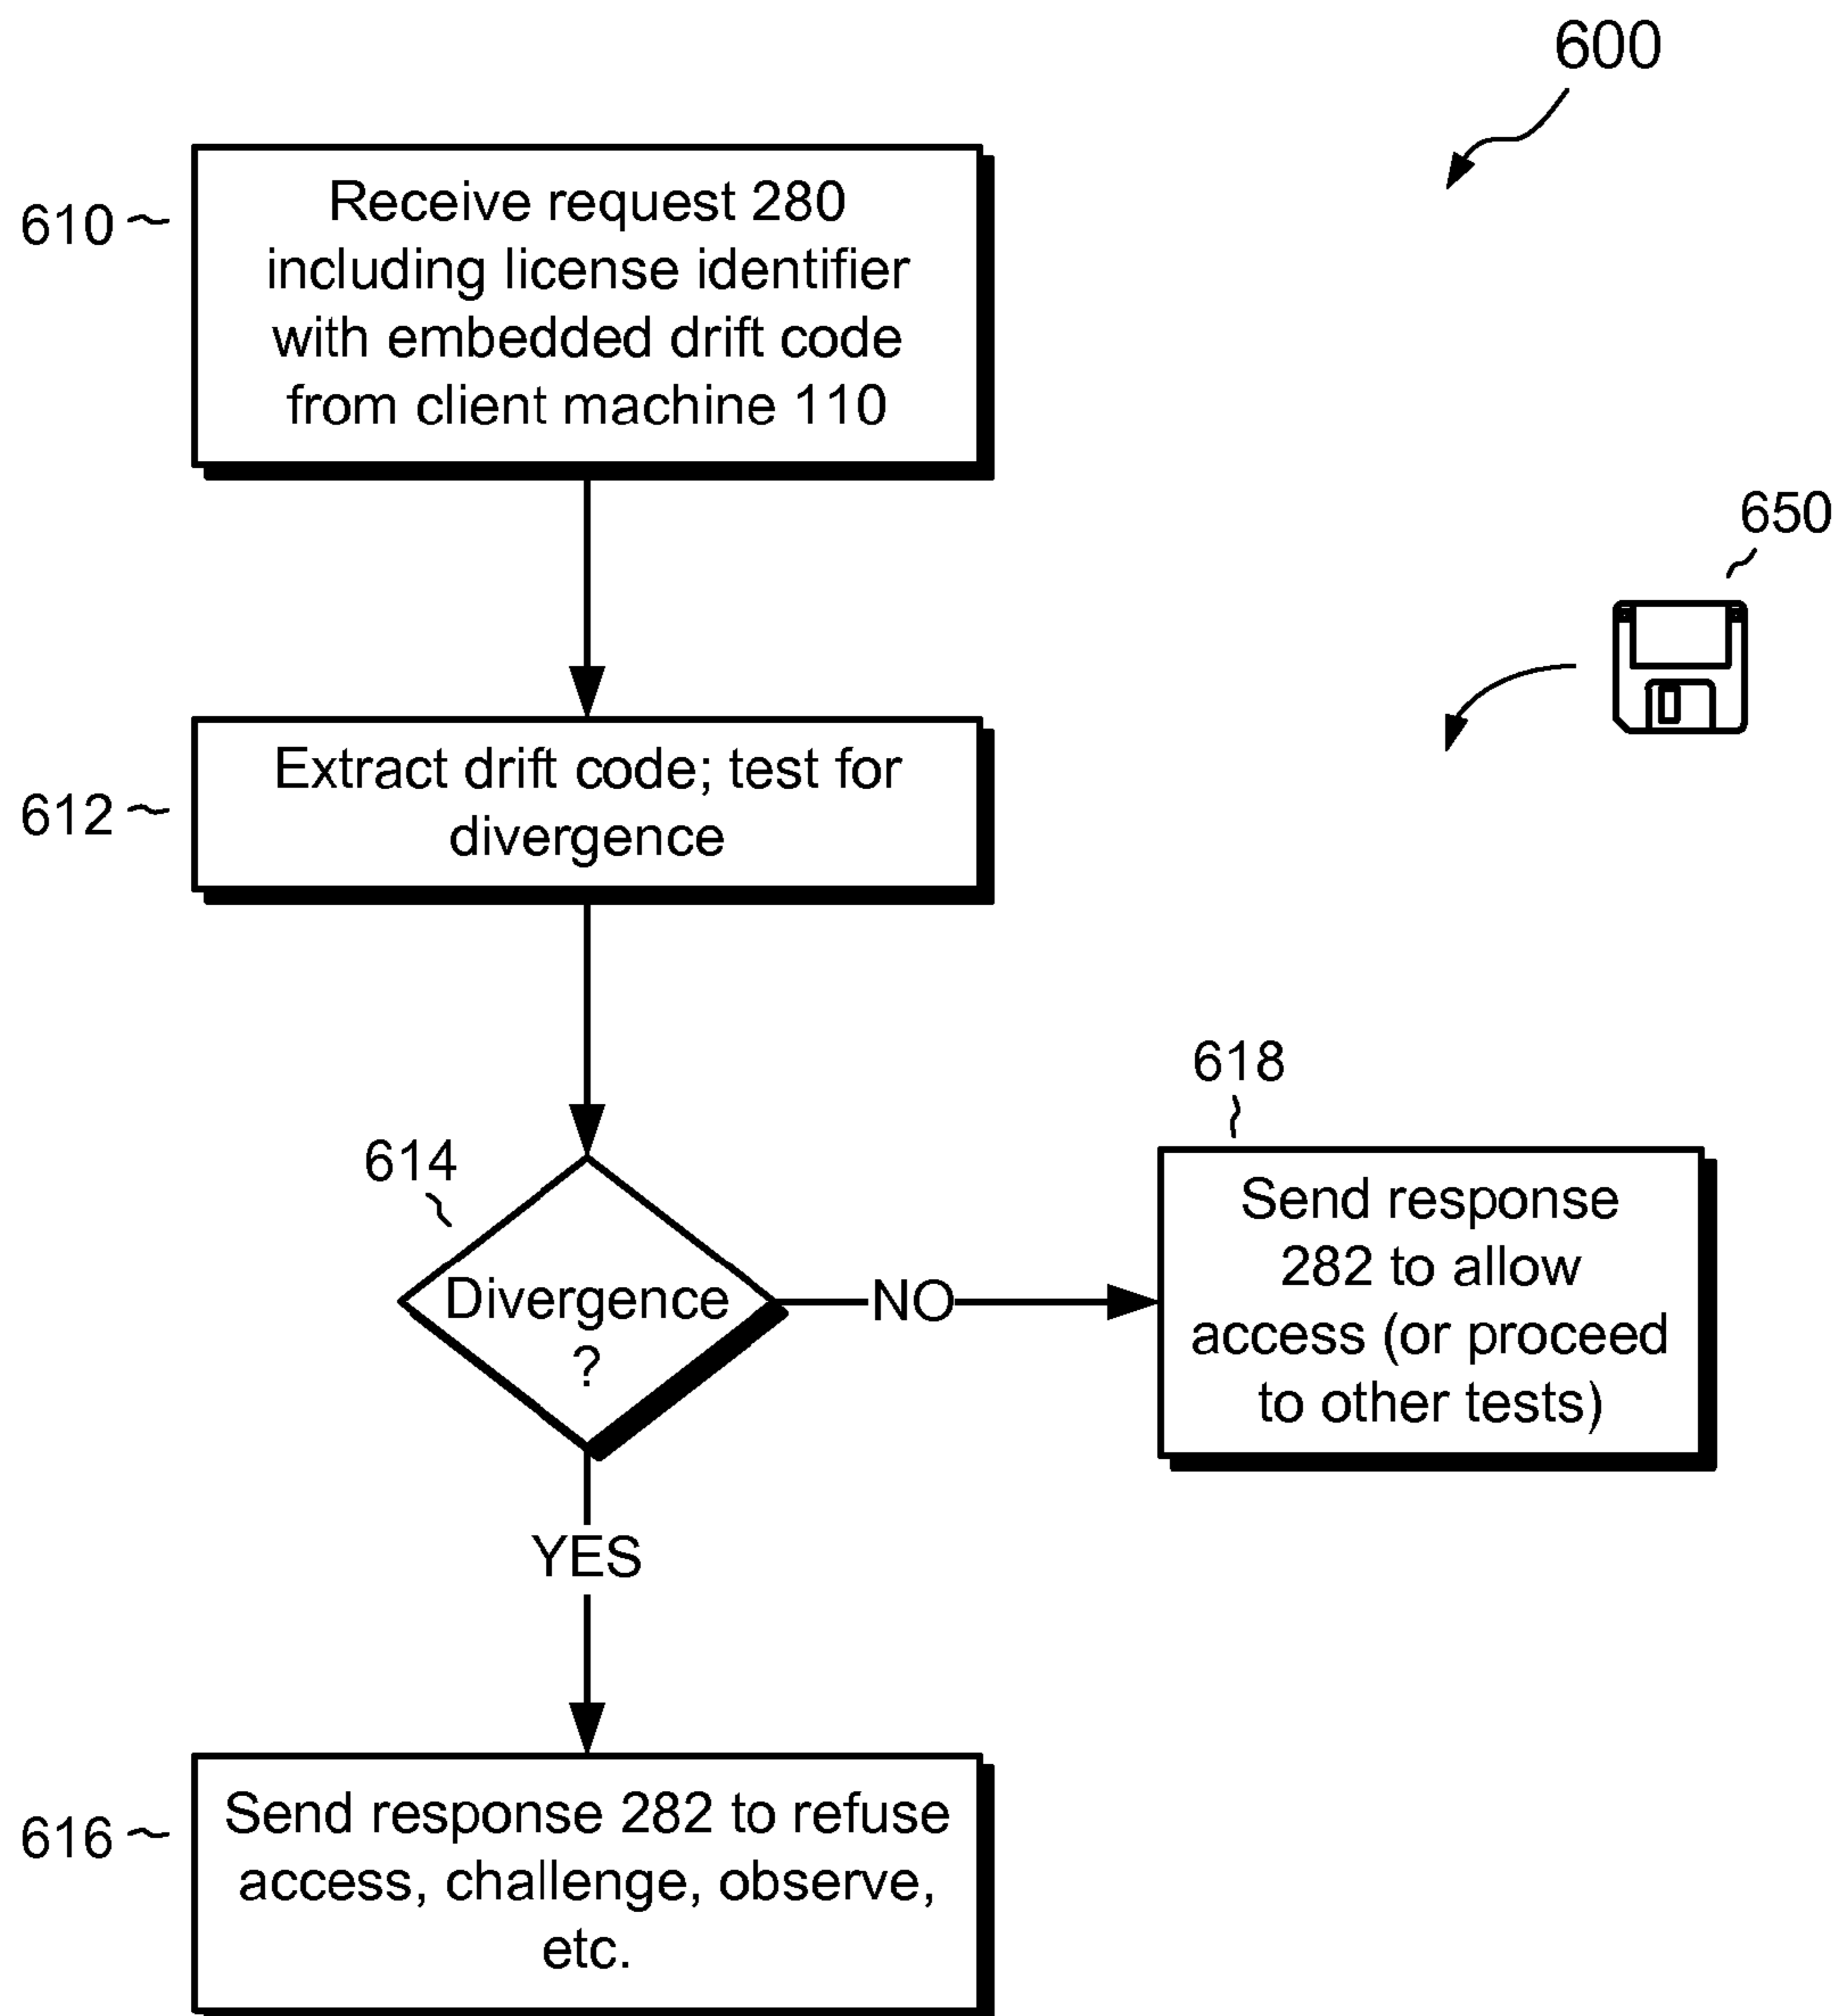 600
610
Receive request 280
including license identifier
with embedded drift code
from client machine 110
650
612
Extract drift code; test for
divergence
614
Divergence
?
NO
618
Send response
282 to allow
access (or proceed
to other tests)
YES
616
Send response 282 to refuse
access, challenge, observe,
etc.